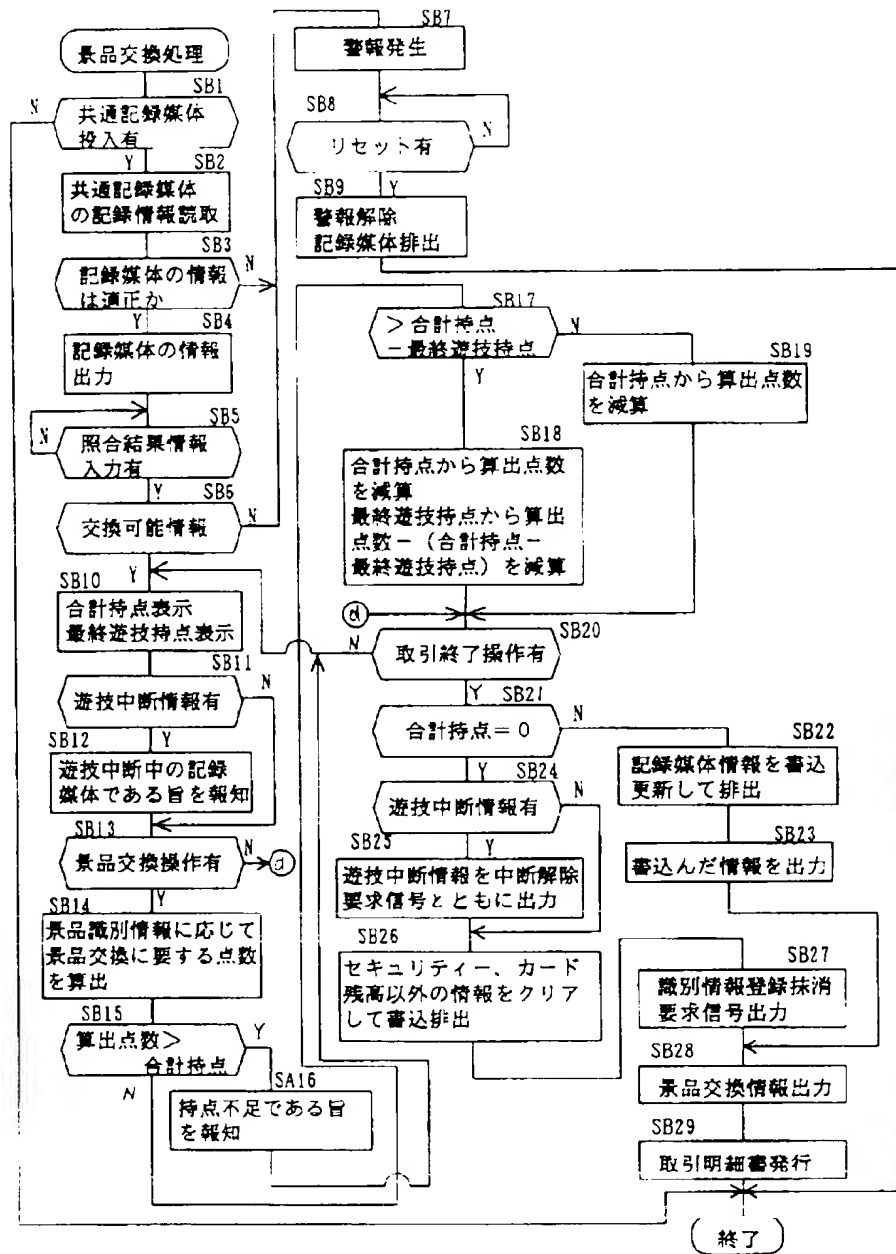 景品交換処理
SB1
N
共通記録媒体
投入有
Y
SB2
共通記録媒体
の記録情報読取
SB3
記録媒体の情報
は適正か
N
Y
SB4
記録媒体の情報
出力
SB5
N
照合結果情報
入力有
Y
SB6
交換可能情報
N
Y
SB10
合計持点表示
最終遊技持点表示
SB11
遊技中断情報有
N
Y
SB12
遊技中断中の記録
媒体である旨を報知
SB13
景品交換操作有
N
d
Y
SB14
景品識別情報に応じて
景品交換に要する点数
を算出
SB15
算出点数>
合計持点
Y
N
SA16
持点不足である旨
を報知
SB7
警報発生
SB8
リセット有
N
Y
SB9
警報解除
記録媒体排出
SB17
>合計持点
-最終遊技持点
N
Y
SB19
合計持点から算出点数
を減算
SB18
合計持点から算出点数
を減算
最終遊技持点から算出
点数-(合計持点-
最終遊技持点)を減算
d
SB20
N
取引終了操作有
Y
SB21
合計持点=0
N
Y
SB22
記録媒体情報を書込
更新して排出
SB23
書込んだ情報を出力
SB24
遊技中断情報有
N
Y
SB25
遊技中断情報を中断解除
要求信号とともに出力
SB26
セキュリティー、カード
残高以外の情報をクリア
して書込排出
SB27
識別情報登録抹消
要求信号出力
SB28
景品交換情報出力
SB29
取引明細書発行
終了